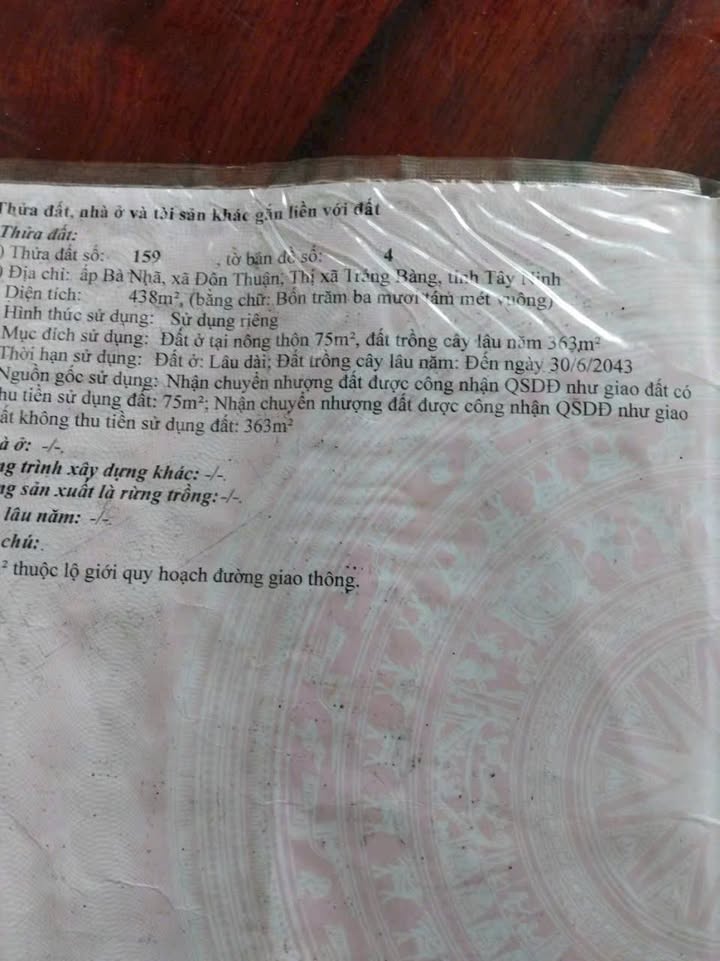 Thửa đất, nhà ở và tài sản khác gắn liền với đất
Thửa đất:
) Thửa đất số: 159 , tờ bản đồ số: 4
) Địa chỉ: ấp Bà Nhã, xã Đôn Thuận, Thị xã Trảng Bàng, tỉnh Tây Ninh
Diện tích: 438m², (bằng chữ: Bốn trăm ba mươi tám mét vuông)
Hình thức sử dụng: Sử dụng riêng
Mục đích sử dụng: Đất ở tại nông thôn 75m², đất trồng cây lâu năm 363m²
Thời hạn sử dụng: Đất ở: Lâu dài; Đất trồng cây lâu năm: Đến ngày 30/6/2043
Nguồn gốc sử dụng: Nhận chuyển nhượng đất được công nhận QSDĐ như giao đất có
hu tiền sử dụng đất: 75m²; Nhận chuyển nhượng đất được công nhận QSDĐ như giao
ất không thu tiền sử dụng đất: 363m²
à ở: -/-.
ng trình xây dựng khác: -/-.
ng sản xuất là rừng trồng: -/-.
lâu năm: -/-.
chú:
² thuộc lộ giới quy hoạch đường giao thông.